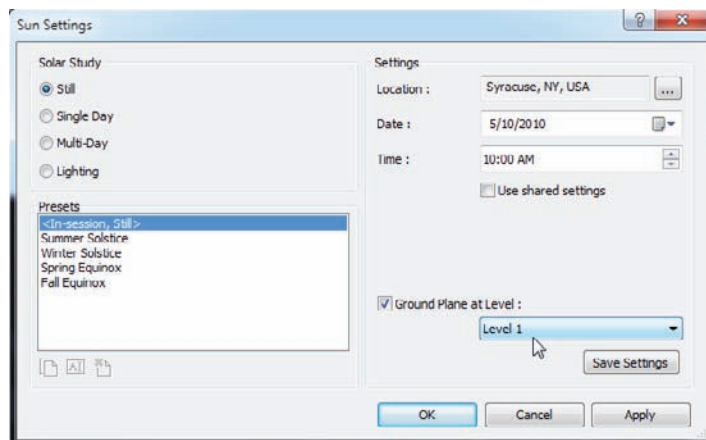 Sun Settings
Solar Study
Still
Single Day
Multi-Day
Lighting
Presets
<In-session, Still>
Summer Solstice
Winter Solstice
Spring Equinox
Fall Equinox
Settings
Location :
Syracuse, NY, USA
...
Date :
5/10/2010
Time :
10:00 AM
Use shared settings
Ground Plane at Level :
Level 1
Save Settings
OK
Cancel
Apply